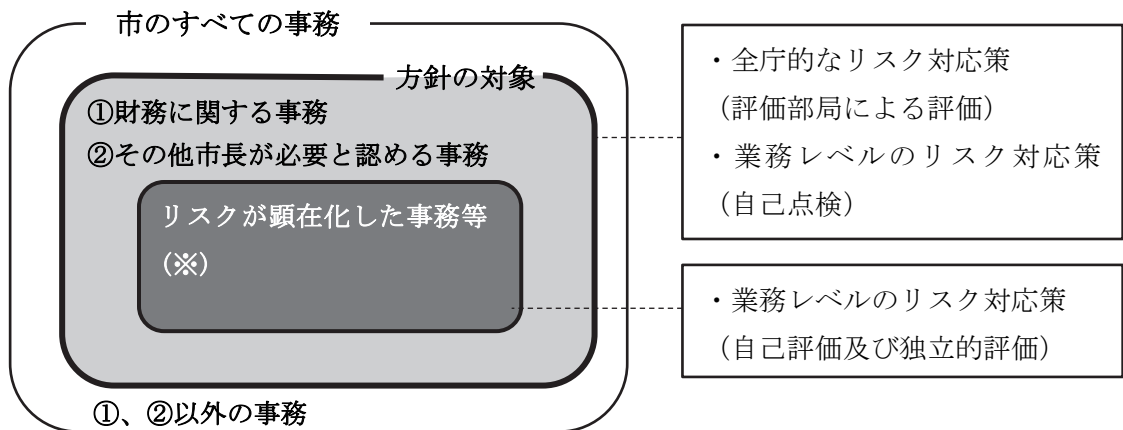 市のすべての事務
方針の対象
①財務に関する事務
②その他市長が必要と認める事務
リスクが顕在化した事務等
（※）
①、②以外の事務
・全庁的なリスク対応策
（評価部局による評価）
・業務レベルのリスク対応策
（自己点検）
・業務レベルのリスク対応策
（自己評価及び独立的評価）